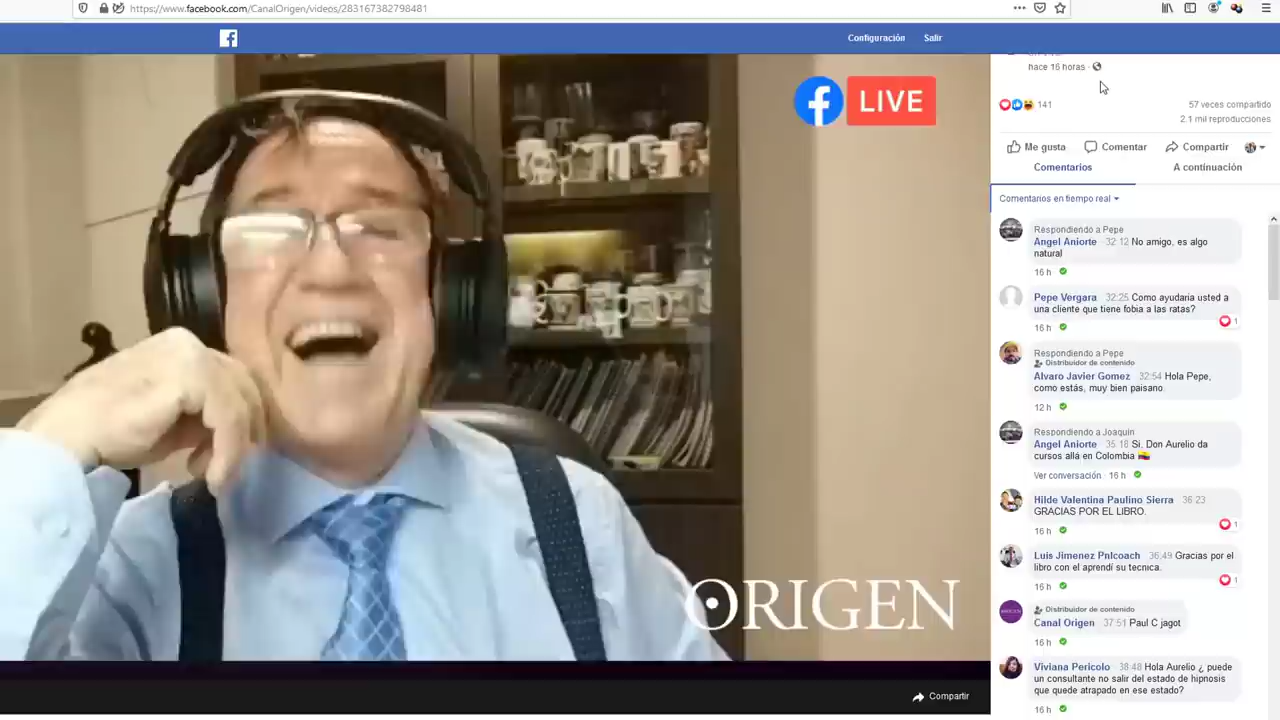 https://www.facebook.com/CanalOrigen/videos/283167382798481
f
Configuración
Salir
f LIVE
ORIGEN
Compartir
hace 16 horas ·
141
57 veces compartido
2.1 mil reproducciones
Me gusta
Comentar
Compartir
Comentarios
A continuación
Comentarios en tiempo real
Respondiendo a Pepe
Angel Aniorte · 32:12 No amigo, es algo
natural
16 h
Pepe Vergara · 32:25 Como ayudaria usted a
una cliente que tiene fobia a las ratas?
1
16 h
Respondiendo a Pepe
Distribuidor de contenido
Alvaro Javier Gomez · 32:54 Hola Pepe,
como estás, muy bien paisano
12 h
Respondiendo a Joaquin
Angel Aniorte · 35:18 Si. Don Aurelio da
cursos allá en Colombia 🇨🇴
Ver conversación · 16 h
Hilde Valentina Paulino Sierra · 36:23
GRACIAS POR EL LIBRO.
1
16 h
Luis Jimenez Pnlcoach · 36:49 Gracias por el
libro con el aprendí su tecnica.
1
16 h
Distribuidor de contenido
Canal Origen · 37:51 Paul C jagot
16 h
Viviana Pericolo · 38:48 Hola Aurelio ¿ puede
un consultante no salir del estado de hipnosis
que quede atrapado en ese estado?
16 h